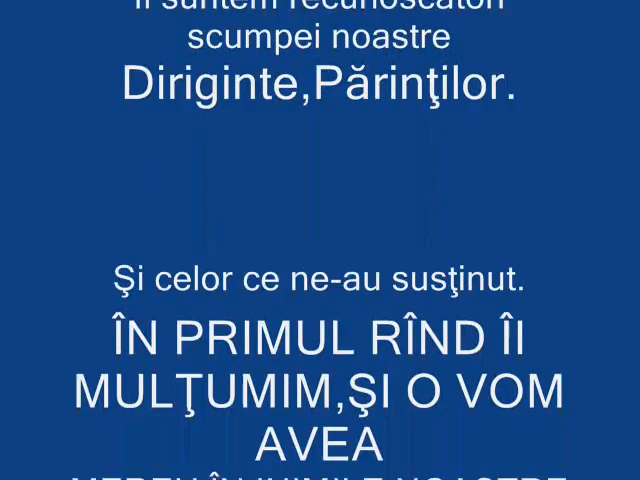 Îi suntem recunoscători
scumpei noastre
Diriginte,Părinţilor.
Şi celor ce ne-au susţinut.
ÎN PRIMUL RÎND ÎI
MULŢUMIM,ŞI O VOM
AVEA
MEREU ÎN INIMILE NOASTRE